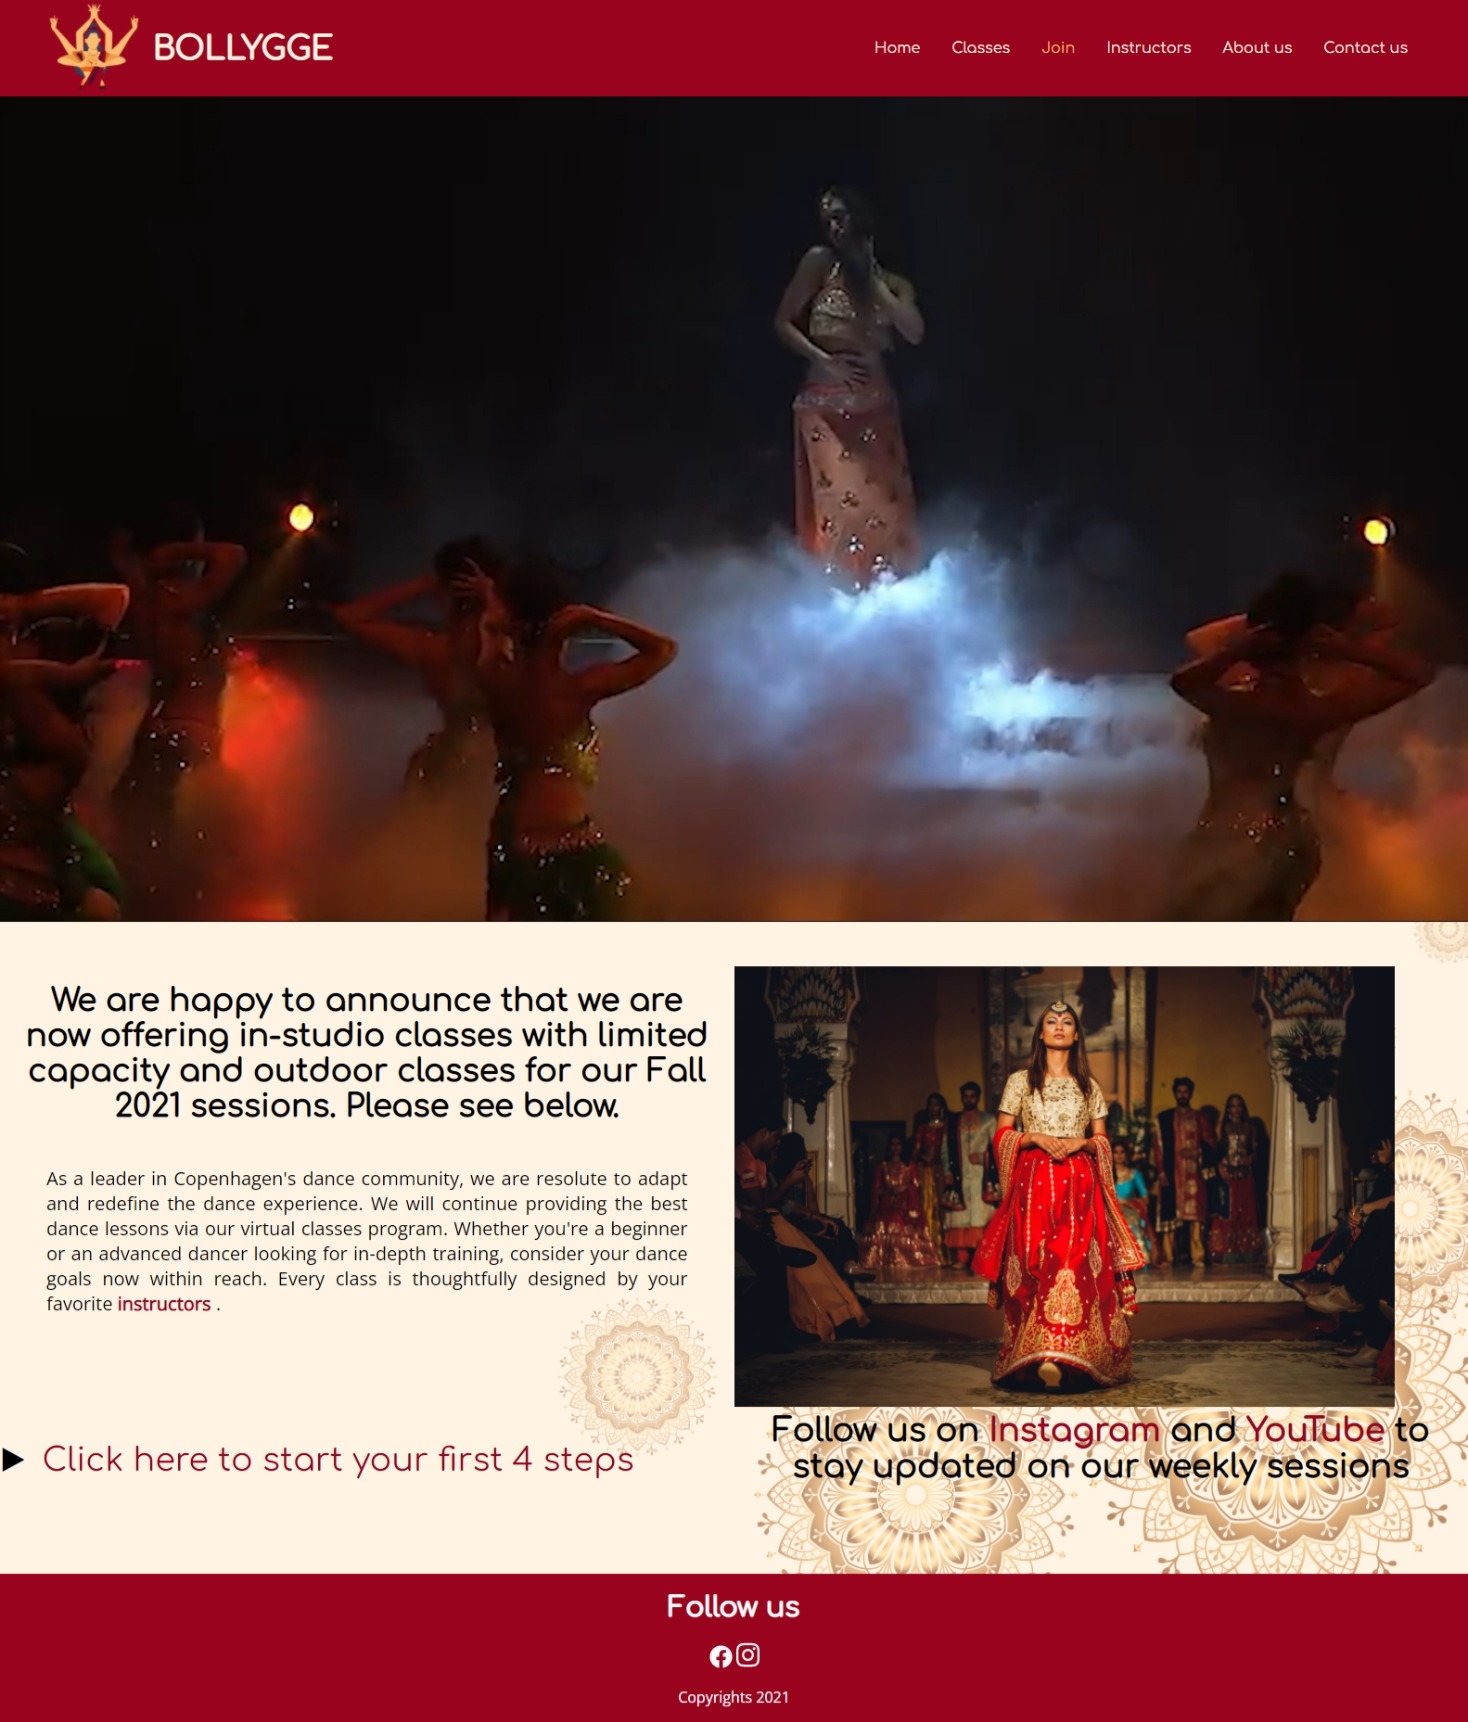 BOLLYGGE
Home Classes Join Instructors About us Contact us
We are happy to announce that we are
now offering in-studio classes with limited
capacity and outdoor classes for our Fall
2021 sessions. Please see below.
As a leader in Copenhagen's dance community, we are resolute to adapt
and redefine the dance experience. We will continue providing the best
dance lessons via our virtual classes program. Whether you're a beginner
or an advanced dancer looking for in-depth training, consider your dance
goals now within reach. Every class is thoughtfully designed by your
favorite instructors .
Click here to start your first 4 steps
Follow us on Instagram and YouTube to
stay updated on our weekly sessions
Follow us
Copyrights 2021